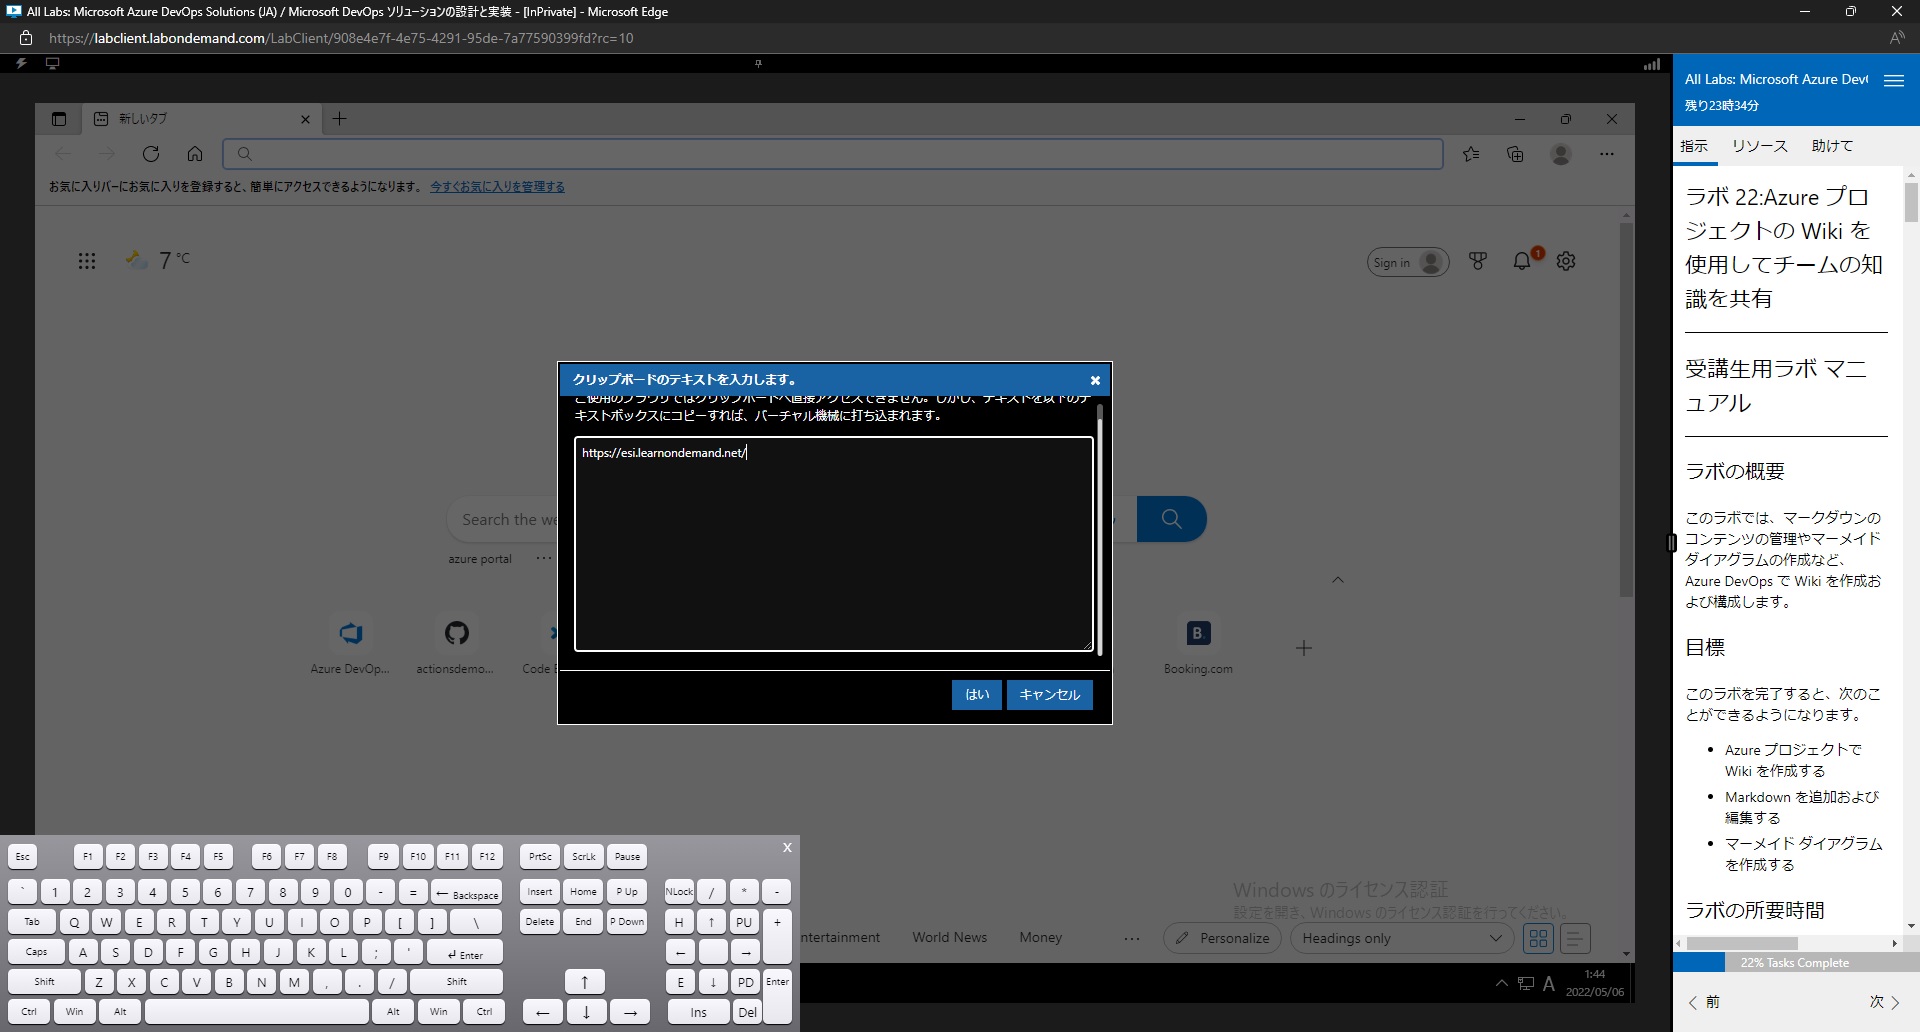 All Labs: Microsoft Azure DevOps Solutions (JA) / Microsoft DevOps ソリューションの設計と実装 - [InPrivate] - Microsoft Edge
https://labclient.labondemand.com/LabClient/908e4e7f-4e75-4291-95de-7a77590399fd?rc=10
All Labs: Microsoft Azure Dev
残り23時34分
指示 リソース 助けて
新しいタブ
お気に入りバーにお気に入りを登録すると、簡単にアクセスできるようになります。 今すぐお気に入りを管理する
7 °C
Sign in
1
Search the we
azure portal ...
Azure DevOp...
actionsdemo...
Code E
B.
Booking.com
クリップボードのテキストを入力します。
ご使用のブラウザではクリップボードへ直接アクセスできません。しかし、テキストを以下のテ
キストボックスにコピーすれば、バーチャル機械に打ち込まれます。
https://esi.learnondemand.net/
はい キャンセル
Windows のライセンス認証
設定を開き、Windows のライセンス認証を行ってください。
ntertainment World News Money ... Personalize Headings only
A
1:44
2022/05/06
ラボ 22:Azure プロ
ジェクトの Wiki を
使用してチームの知
識を共有
受講生用ラボ マニ
ュアル
ラボの概要
このラボでは、マークダウンの
コンテンツの管理やマーメイド
ダイアグラムの作成など、
Azure DevOps で Wiki を作成お
よび構成します。
目標
このラボを完了すると、次のこ
とができるようになります。
• Azure プロジェクトで
Wiki を作成する
• Markdown を追加および
編集する
• マーメイド ダイアグラム
を作成する
ラボの所要時間
22% Tasks Complete
前 次
X
Esc F1 F2 F3 F4 F5 F6 F7 F8 F9 F10 F11 F12 PrtSc ScrLk Pause
` 1 2 3 4 5 6 7 8 9 0 - = ← Backspace Insert Home P Up NLock / * -
Tab Q W E R T Y U I O P [ ] \ Delete End P Down H ↑ PU +
Caps A S D F G H J K L ; ' ↵ Enter ← →
Shift Z X C V B N M , . / Shift ↑ E ↓ PD Enter
Ctrl Win Alt Alt Win Ctrl ← ↓ → Ins Del